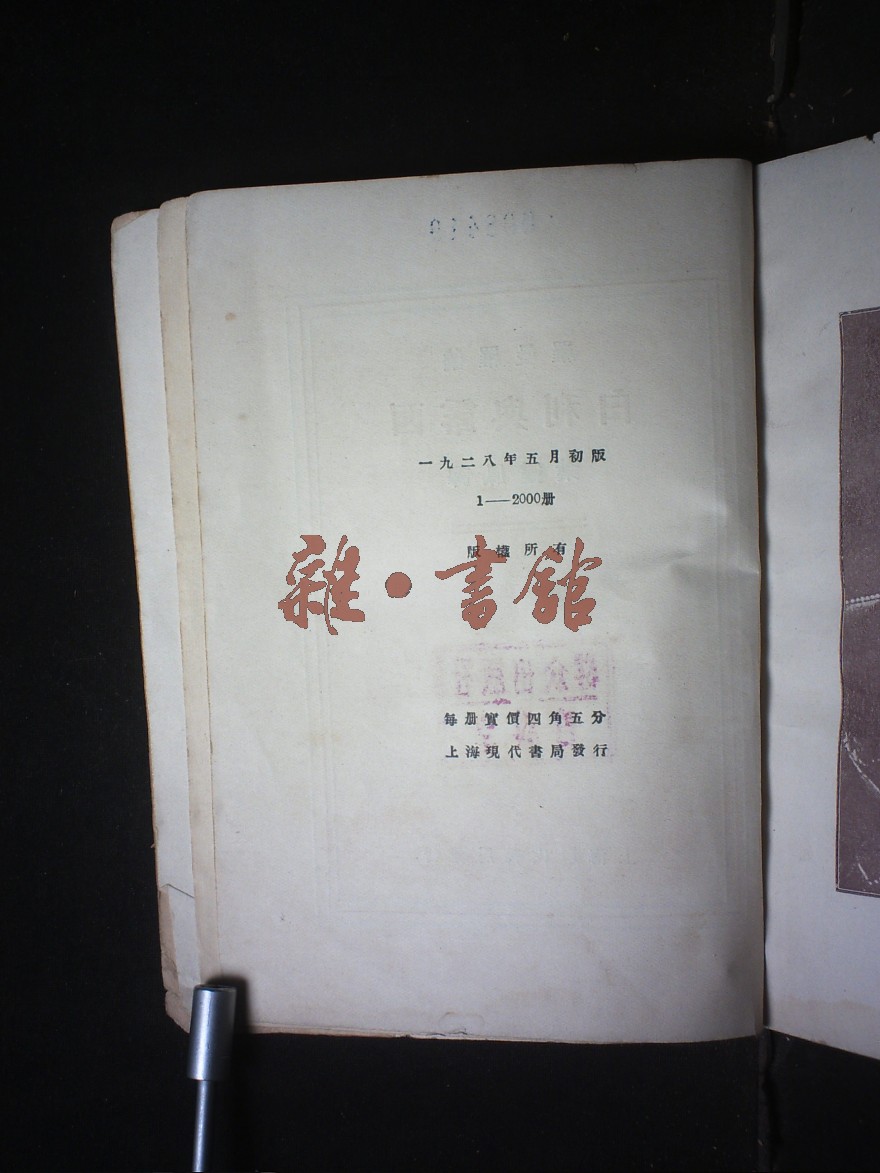 一九二八年五月初版
1——2000册
版權所有
雜·書館
每册實價四角五分
上海現代書局發行